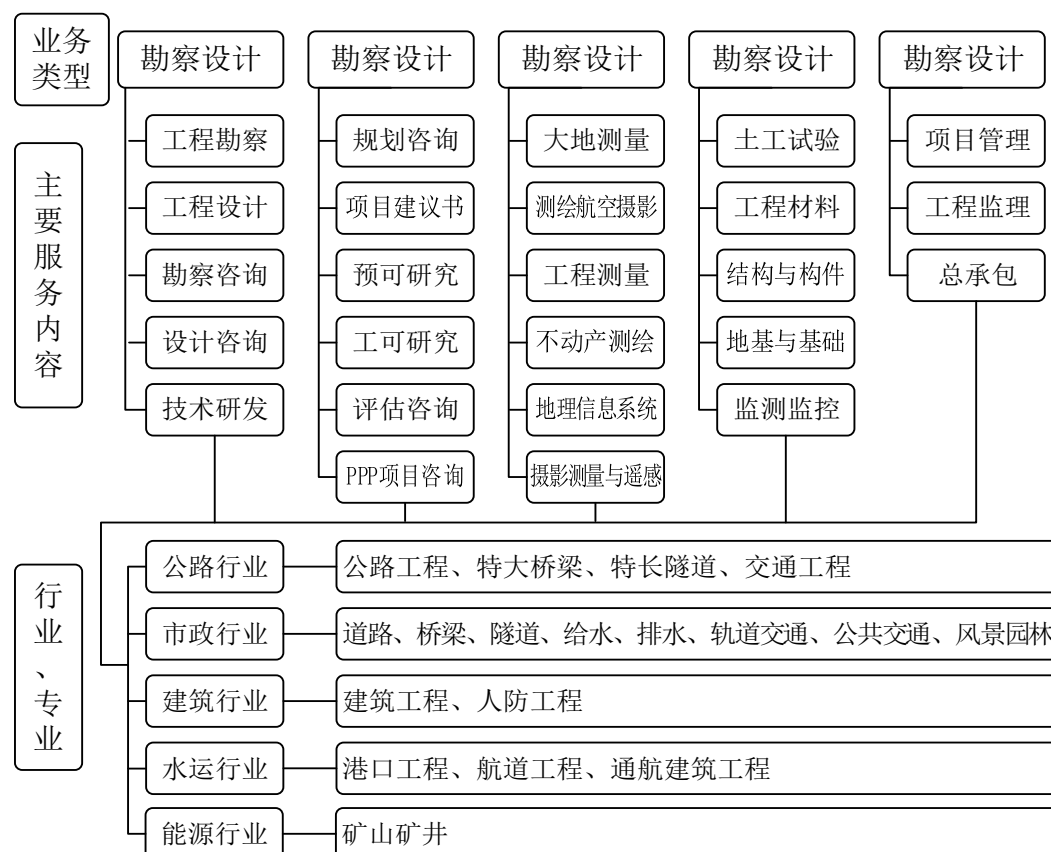 业务
类型
勘察设计
勘察设计
勘察设计
勘察设计
勘察设计
主要服务内容
工程勘察
规划咨询
大地测量
土工试验
项目管理
工程设计
项目建议书
测绘航空摄影
工程材料
工程监理
勘察咨询
预可研究
工程测量
结构与构件
总承包
设计咨询
工可研究
不动产测绘
地基与基础
技术研发
评估咨询
地理信息系统
监测监控
PPP项目咨询
摄影测量与遥感
行业、专业
公路行业
公路工程、特大桥梁、特长隧道、交通工程
市政行业
道路、桥梁、隧道、给水、排水、轨道交通、公共交通、风景园林
建筑行业
建筑工程、人防工程
水运行业
港口工程、航道工程、通航建筑工程
能源行业
矿山矿井